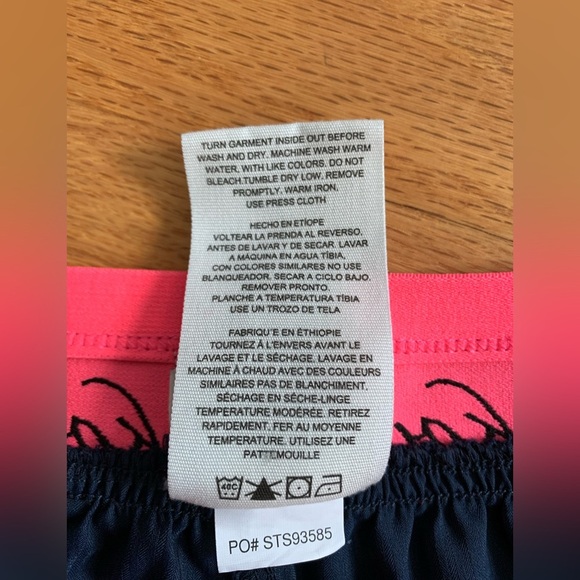 TURN GARMENT INSIDE OUT BEFORE
WASH AND DRY. MACHINE WASH WARM
WATER, WITH LIKE COLORS. DO NOT
BLEACH.TUMBLE DRY LOW. REMOVE
PROMPTLY. WARM IRON.
USE PRESS CLOTH
HECHO EN ETÍOPE
VOLTEAR LA PRENDA AL REVERSO.
ANTES DE LAVAR Y DE SECAR. LAVAR
A MÁQUINA EN AGUA TÍBIA.
CON COLORES SIMILARES NO USE
BLANQUEADOR. SECAR A CICLO BAJO.
REMOVER PRONTO.
PLANCHE A TEMPERATURA TÍBIA
USE UN TROZO DE TELA
FABRIQU'E EN ÉTHIOPIE
TOURNEZ À L'ENVERS AVANT LE
LAVAGE ET LE SÉCHAGE. LAVAGE EN
MACHINE À CHAUD AVEC DES COULEURS
SIMILAIRES PAS DE BLANCHIMENT.
SÉCHAGE EN SÈCHE-LINGE
TEMPERATURE MODÉRÉE. RETIREZ
RAPIDEMENT. FER AU MOYENNE
TEMPERATURE. UTILISEZ UNE
PATTEMOUILLE
40C
PO# STS93585